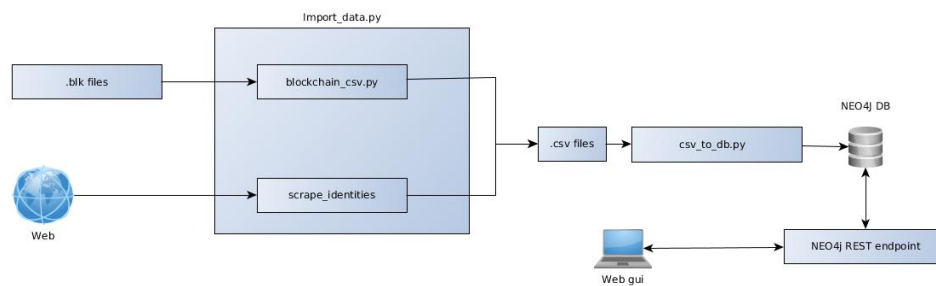 Import_data.py
.blk files
blockchain_csv.py
NEO4J DB
.csv files
csv_to_db.py
scrape_identities
Web
NEO4j REST endpoint
Web gui